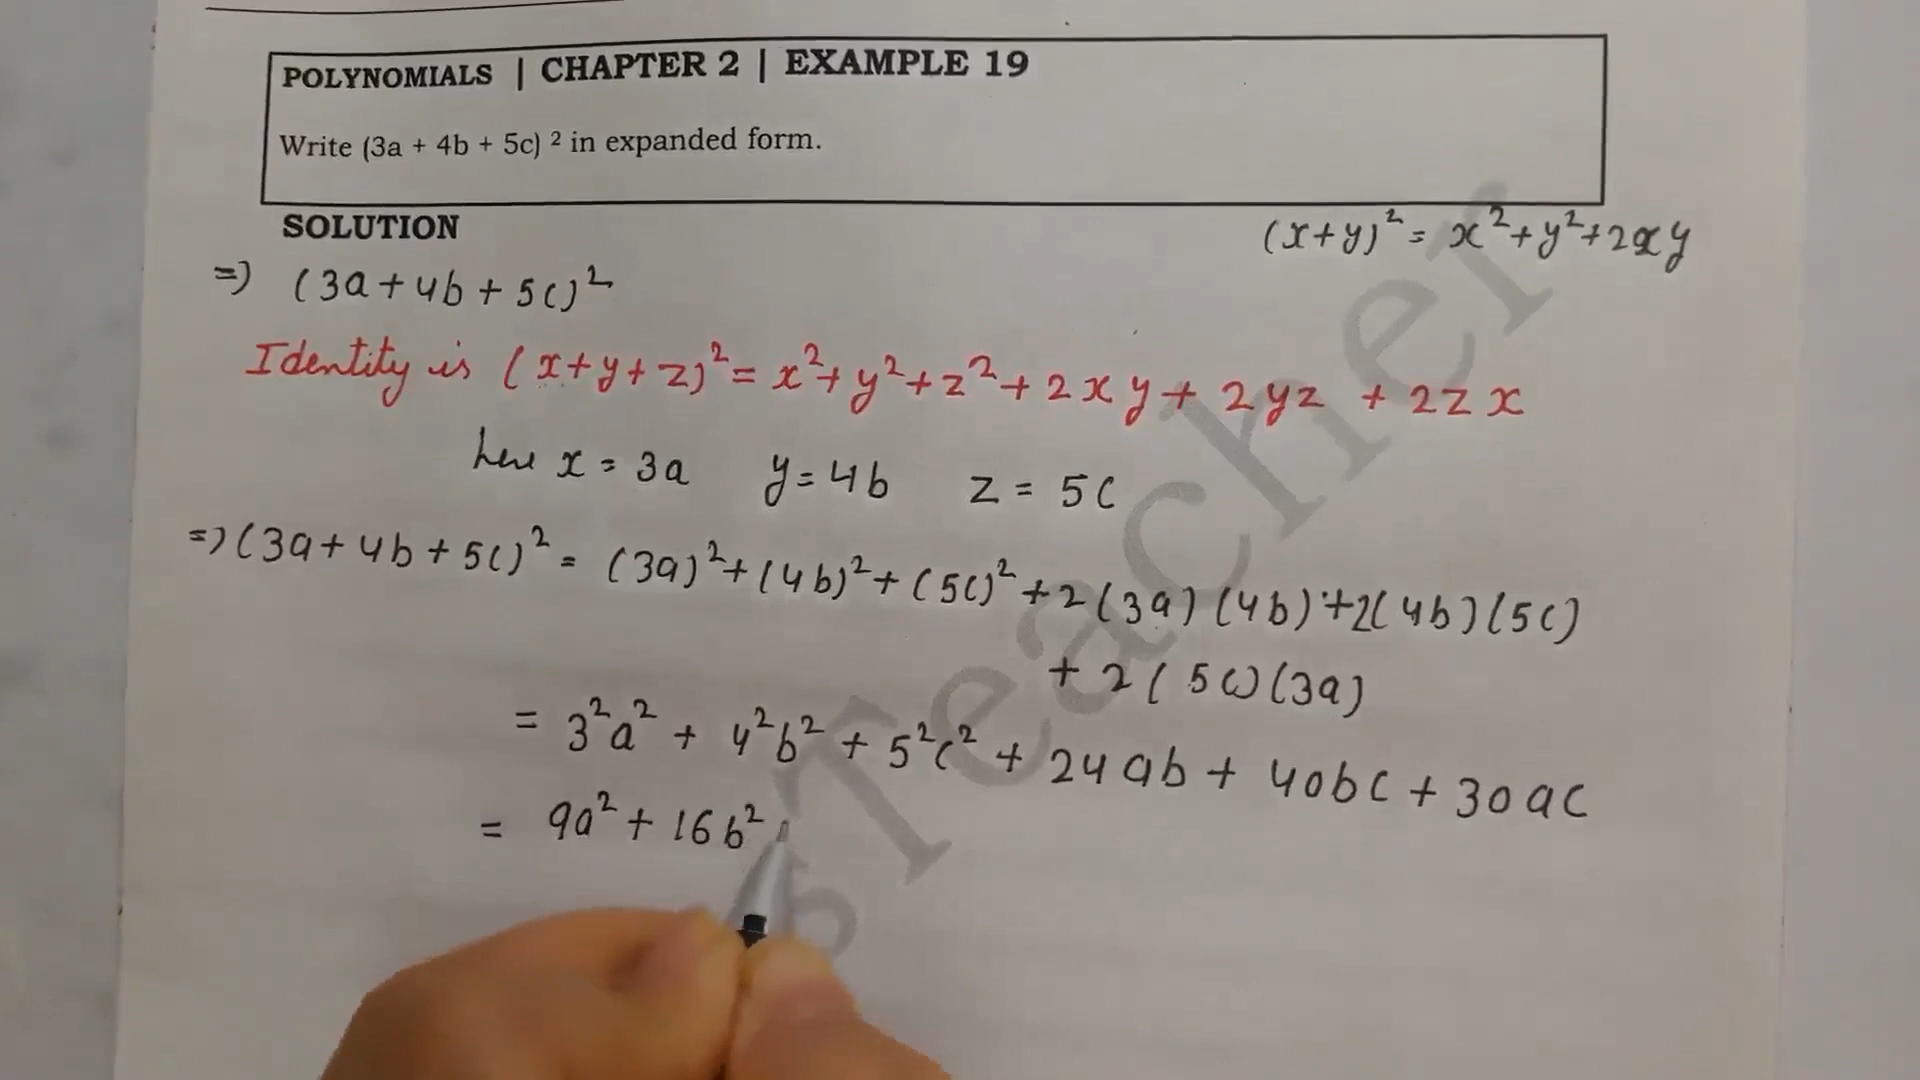 POLYNOMIALS | CHAPTER 2 | EXAMPLE 19
Write (3a + 4b + 5c) ² in expanded form.
SOLUTION
(x+y)² = x²+y²+2xy
=) (3a+4b+5c)²
Identity is (x+y+z)² = x²+y²+z²+2xy+2yz+2zx
here x = 3a y = 4b z = 5c
=) (3a+4b+5c)² = (3a)²+(4b)²+(5c)²+2(3a)(4b)+2(4b)(5c)
+ 2(5c)(3a)
= 3²a² + 4²b² + 5²c² + 24ab + 40bc + 30ac
= 9a² + 16b²
Teacher